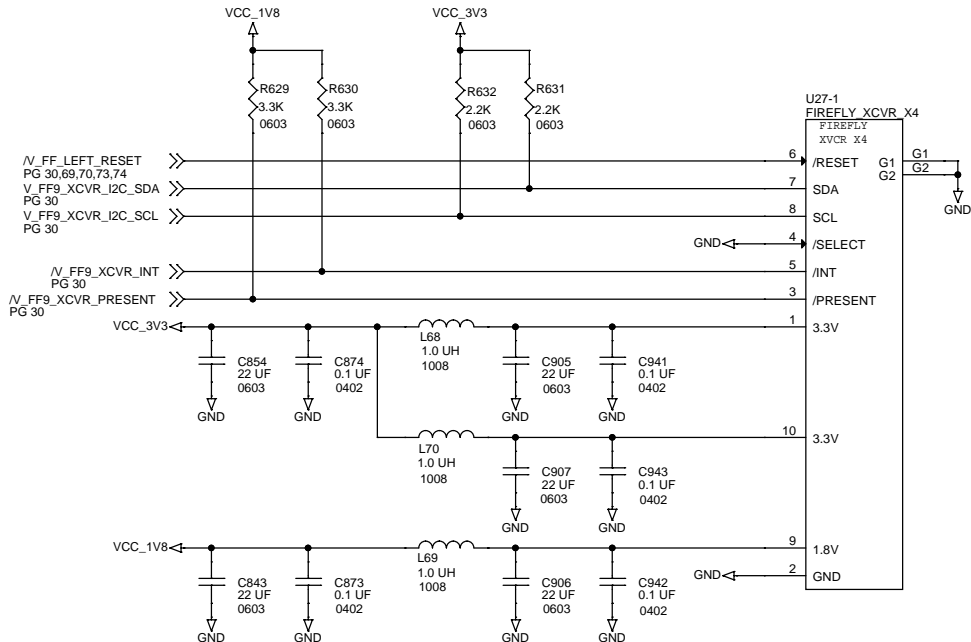 VCC_1V8
VCC_3V3
R629
3.3K
0603
R630
3.3K
0603
R632
2.2K
0603
R631
2.2K
0603
U27-1
FIREFLY_XCVR_X4
FIREFLY
XVCR X4
/V_FF_LEFT_RESET
PG 30,69,70,73,74
6
/RESET
G1
G1
G2
G2
GND
V_FF9_XCVR_I2C_SDA
PG 30
7
SDA
V_FF9_XCVR_I2C_SCL
PG 30
8
SCL
GND
4
/SELECT
/V_FF9_XCVR_INT
PG 30
5
/INT
/V_FF9_XCVR_PRESENT
PG 30
3
/PRESENT
VCC_3V3
L68
1.0 UH
1008
1
3.3V
C854
22 UF
0603
GND
C874
0.1 UF
0402
GND
C905
22 UF
0603
GND
C941
0.1 UF
0402
GND
L70
1.0 UH
1008
10
3.3V
C907
22 UF
0603
GND
C943
0.1 UF
0402
GND
VCC_1V8
L69
1.0 UH
1008
9
1.8V
GND
2
GND
C843
22 UF
0603
GND
C873
0.1 UF
0402
GND
C906
22 UF
0603
GND
C942
0.1 UF
0402
GND